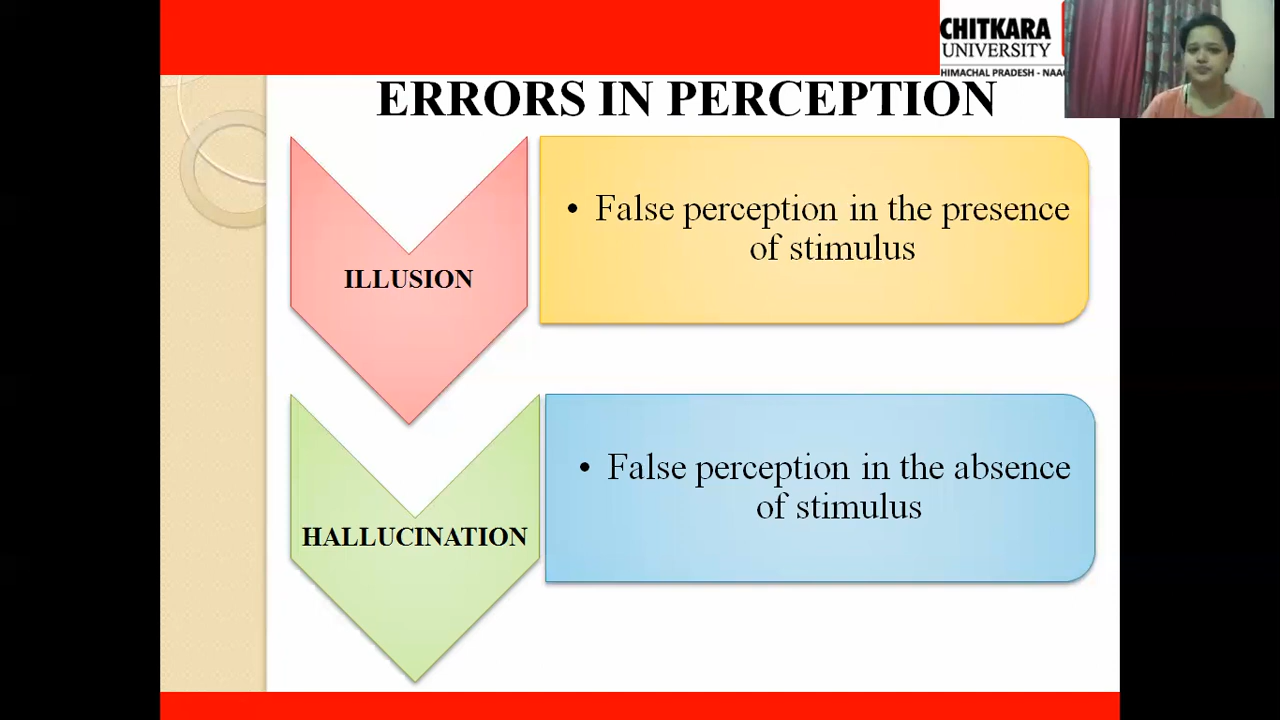 CHITKARA
UNIVERSITY
HIMACHAL PRADESH - NAAC
ERRORS IN PERCEPTION
ILLUSION
• False perception in the presence
of stimulus
HALLUCINATION
• False perception in the absence
of stimulus